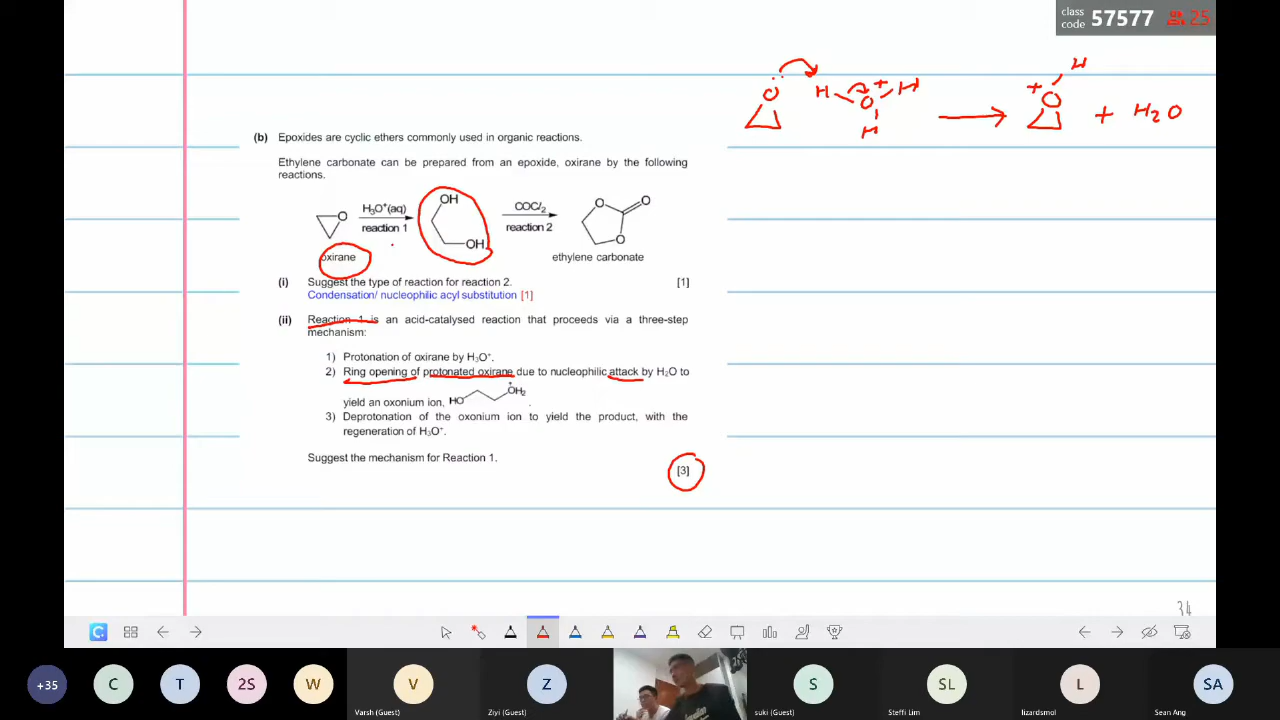 class code 57577 25
H
O H O + H + O
H + H2O
(b) Epoxides are cyclic ethers commonly used in organic reactions.
Ethylene carbonate can be prepared from an epoxide, oxirane by the following
reactions.
OH
O H3O+(aq) COCl2 O O
reaction 1 reaction 2
OH O
oxirane ethylene carbonate
(i) Suggest the type of reaction for reaction 2. [1]
Condensation/ nucleophilic acyl substitution [1]
(ii) Reaction 1 is an acid-catalysed reaction that proceeds via a three-step
mechanism:
1) Protonation of oxirane by H3O+.
2) Ring opening of protonated oxirane due to nucleophilic attack by H2O to
yield an oxonium ion, HO OH2 + .
3) Deprotonation of the oxonium ion to yield the product, with the
regeneration of H3O+.
Suggest the mechanism for Reaction 1.
[3]
34
+35 C T 2S W V Z S SL L SA
Varsh (Guest) Ziyi (Guest) suki (Guest) Steffi Lim lizardsmol Sean Ang